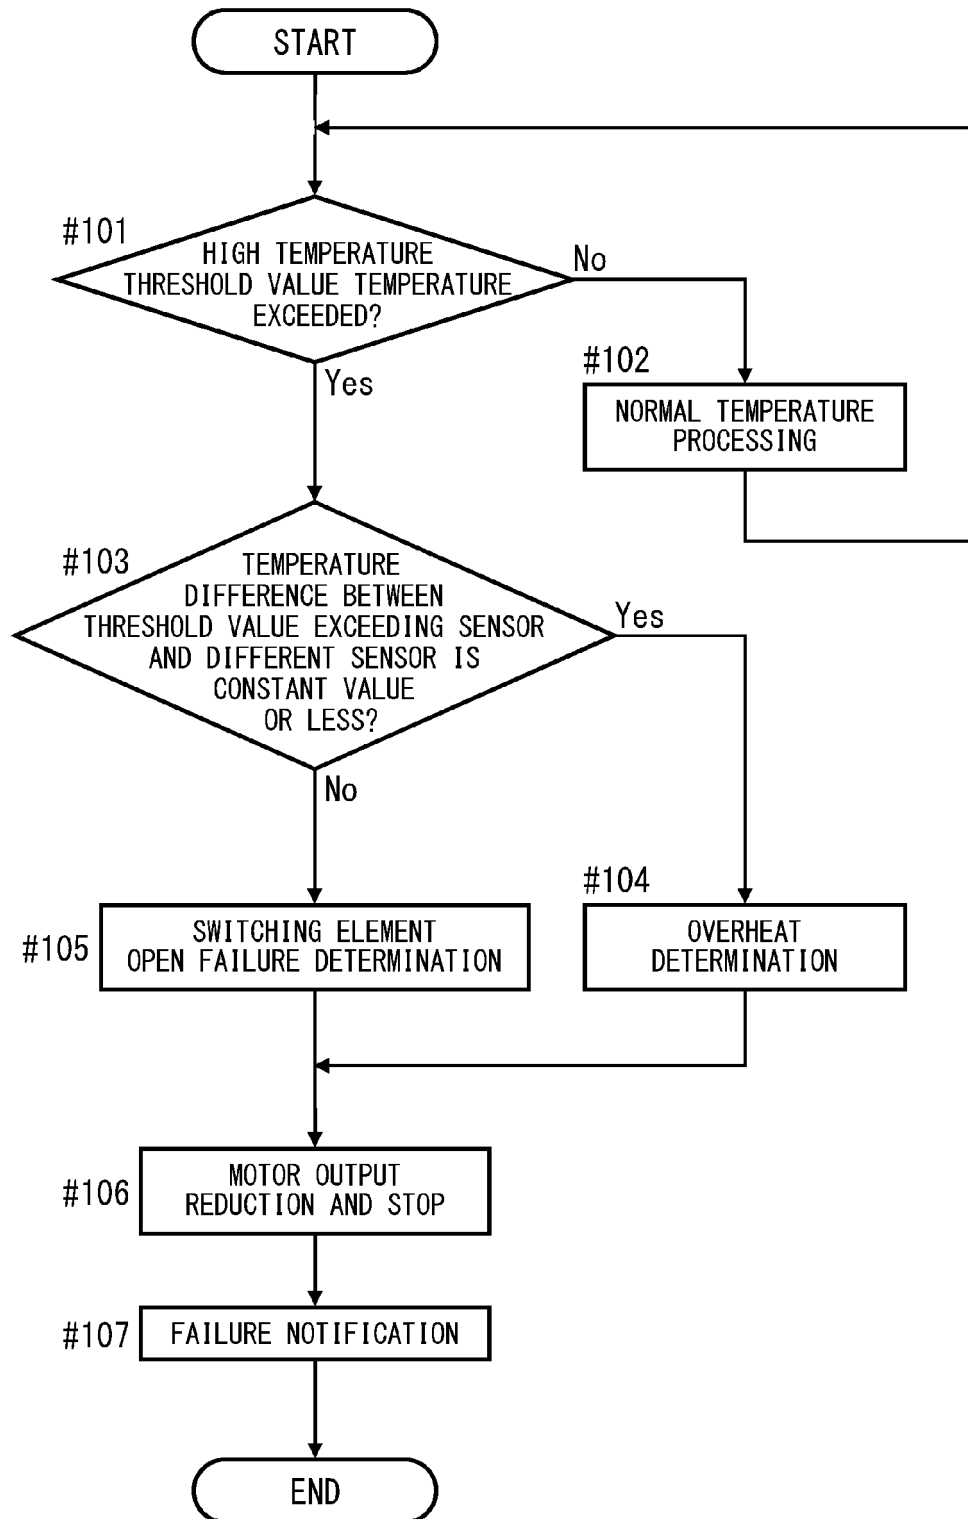 START
#101
HIGH TEMPERATURE
THRESHOLD VALUE TEMPERATURE
EXCEEDED?
No
Yes
#102
NORMAL TEMPERATURE
PROCESSING
#103
TEMPERATURE
DIFFERENCE BETWEEN
THRESHOLD VALUE EXCEEDING SENSOR
AND DIFFERENT SENSOR IS
CONSTANT VALUE
OR LESS?
Yes
No
#104
OVERHEAT
DETERMINATION
#105
SWITCHING ELEMENT
OPEN FAILURE DETERMINATION
#106
MOTOR OUTPUT
REDUCTION AND STOP
#107
FAILURE NOTIFICATION
END